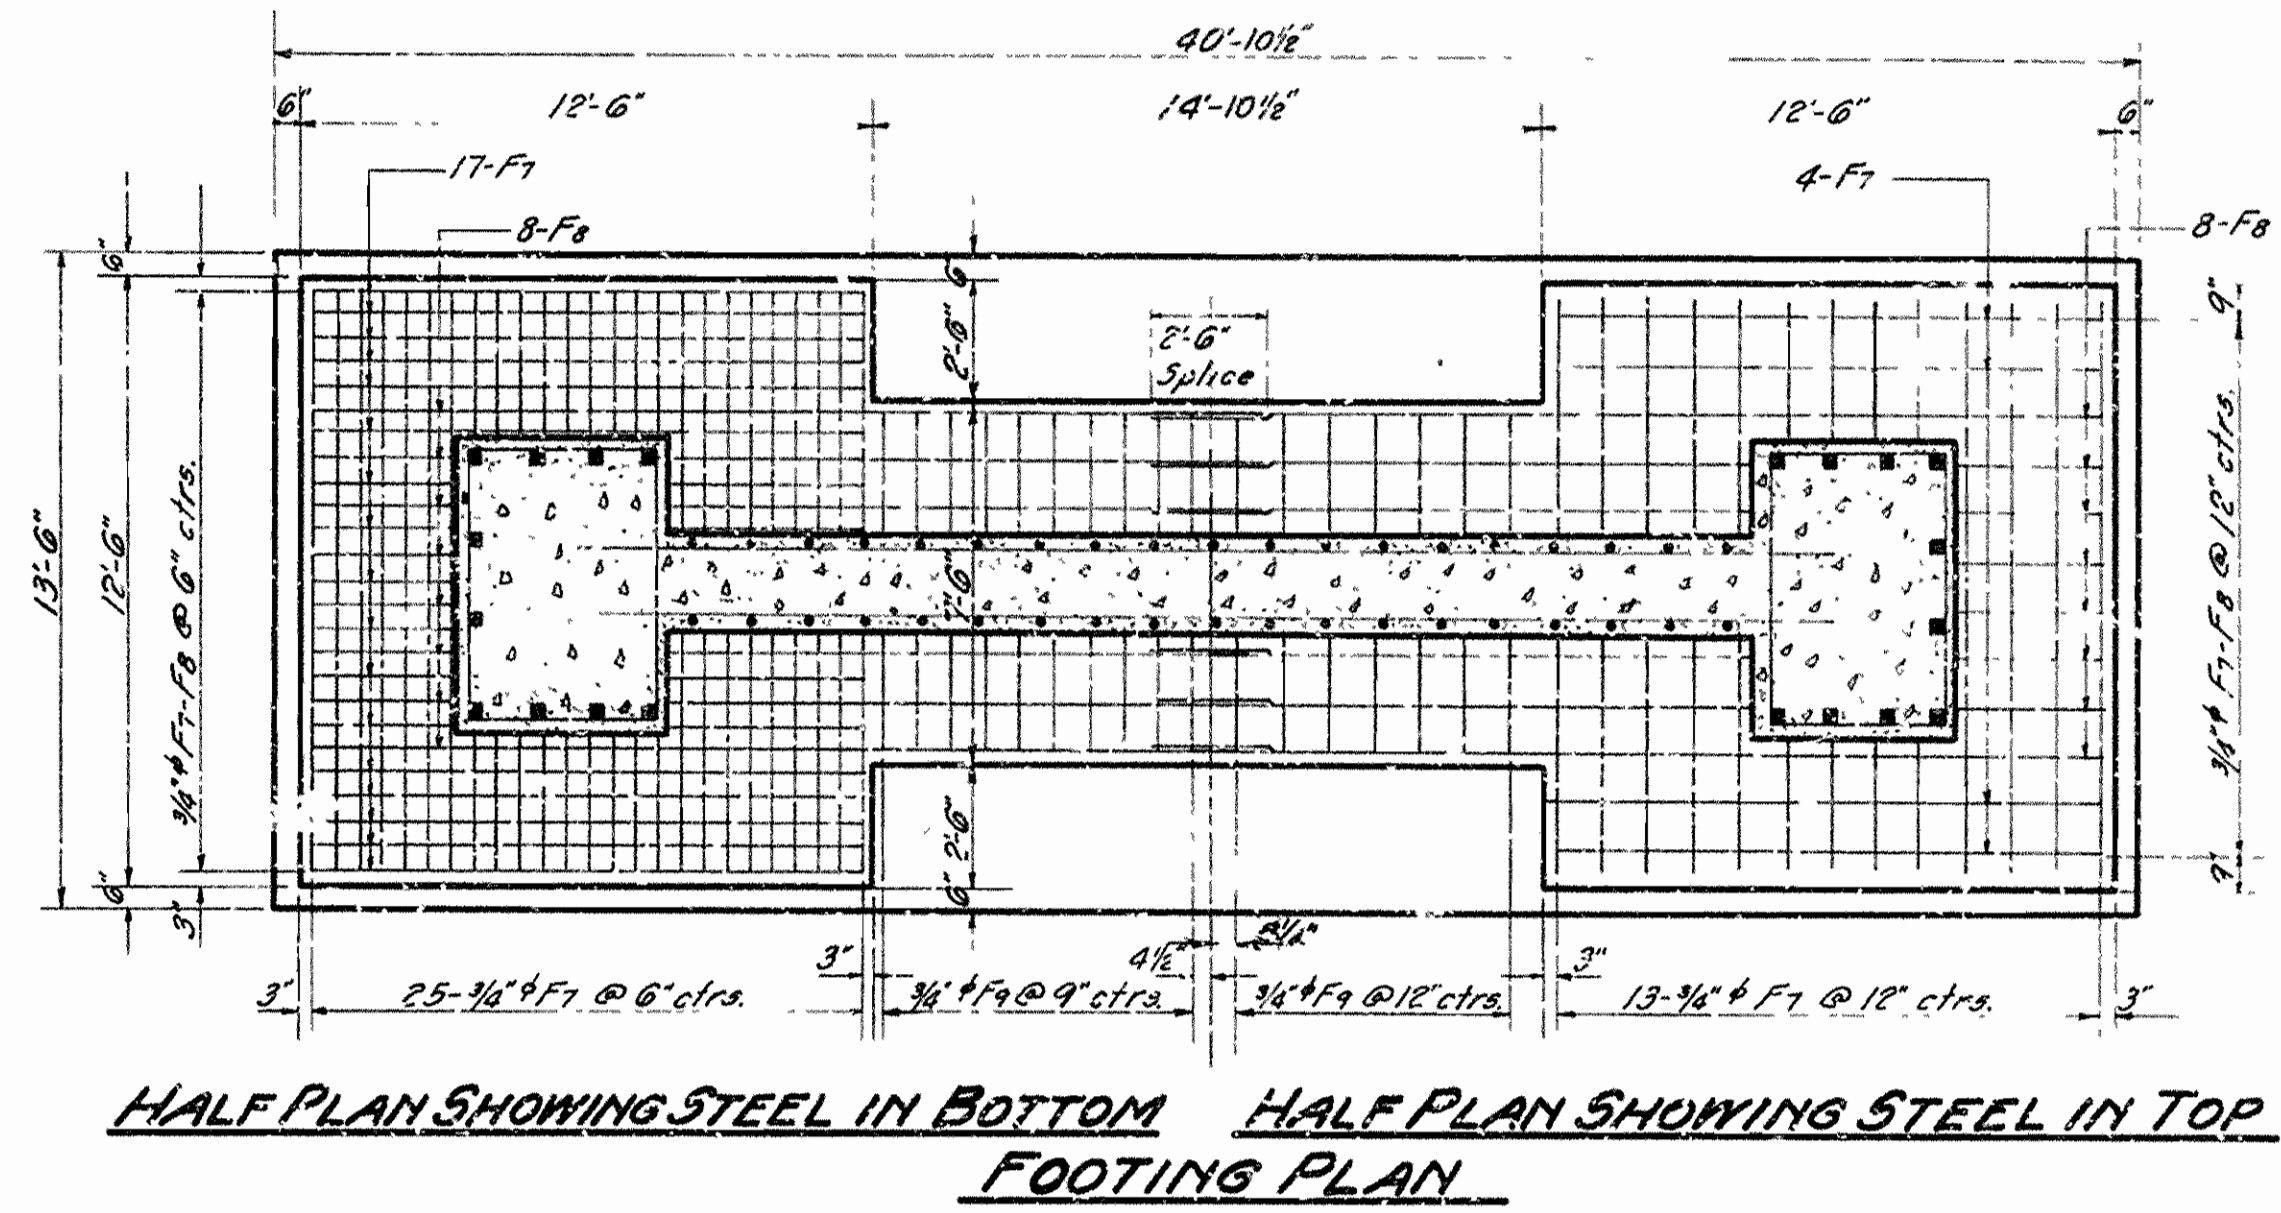 40'-10½"
6" 12'-6" 14'-10½" 12'-6" 6"
17-F7
4-F7
8-F8
8-F8
6"
6"
2'-6"
9"
2'-6"
Splice
13'-6"
12'-6"
3/4"ϕ F7-F8 @ 6" ctrs.
7'-6"
3/4"ϕ F7-F8 @ 12" ctrs.
2'-6"
6"
6"
3"
9"
3" 25-3/4"ϕ F7 @ 6" ctrs. 3" 3/4"ϕ F9 @ 9" ctrs. 4½" 3/4"ϕ F9 @ 12" ctrs. 3" 13-3/4"ϕ F7 @ 12" ctrs. 3"
HALF PLAN SHOWING STEEL IN BOTTOM HALF PLAN SHOWING STEEL IN TOP
FOOTING PLAN